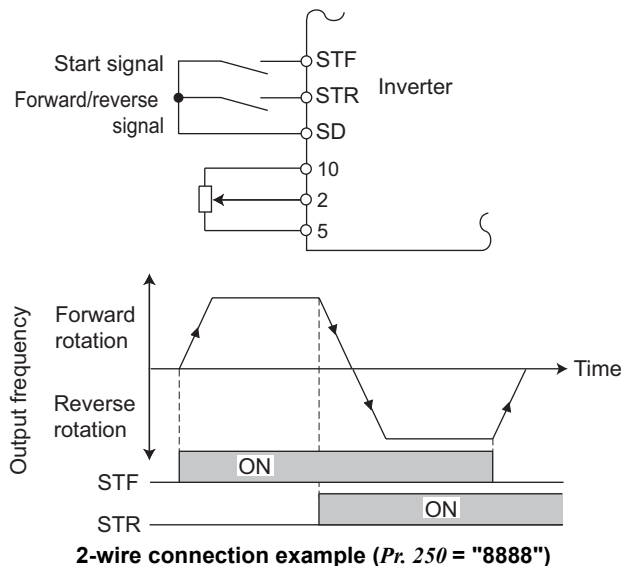 Start signal
STF
Inverter
Forward/reverse
signal
STR
SD
10
2
5
Output frequency
Forward
rotation
Time
Reverse
rotation
STF
ON
STR
ON
2-wire connection example (Pr. 250 = "8888")